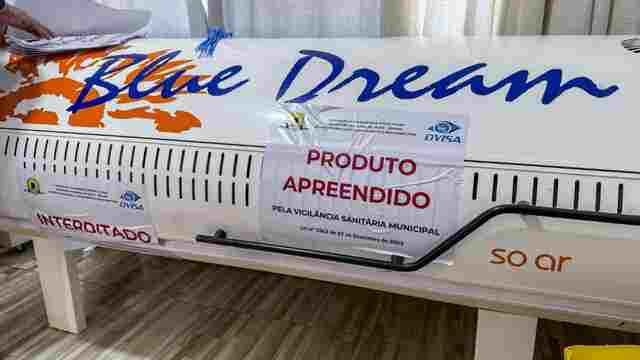 Blue Dream
DVISA
PRODUTO
APREENDIDO
PELA VIGILÂNCIA SANITÁRIA MUNICIPAL
DVISA
INTERDITADO
so ar